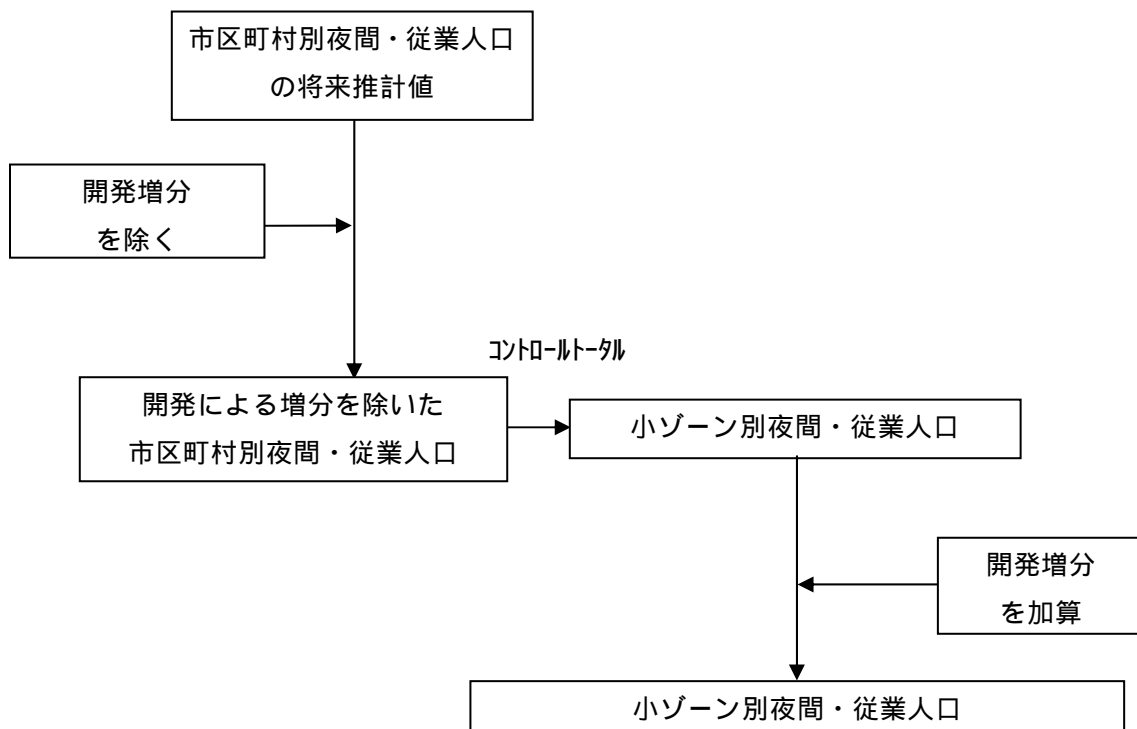 市区町村別夜間・従業人口
の将来推計値
開発増分
を除く
ｺﾝﾄﾛｰﾙﾄｰﾀﾙ
開発による増分を除いた
市区町村別夜間・従業人口
小ゾーン別夜間・従業人口
開発増分
を加算
小ゾーン別夜間・従業人口